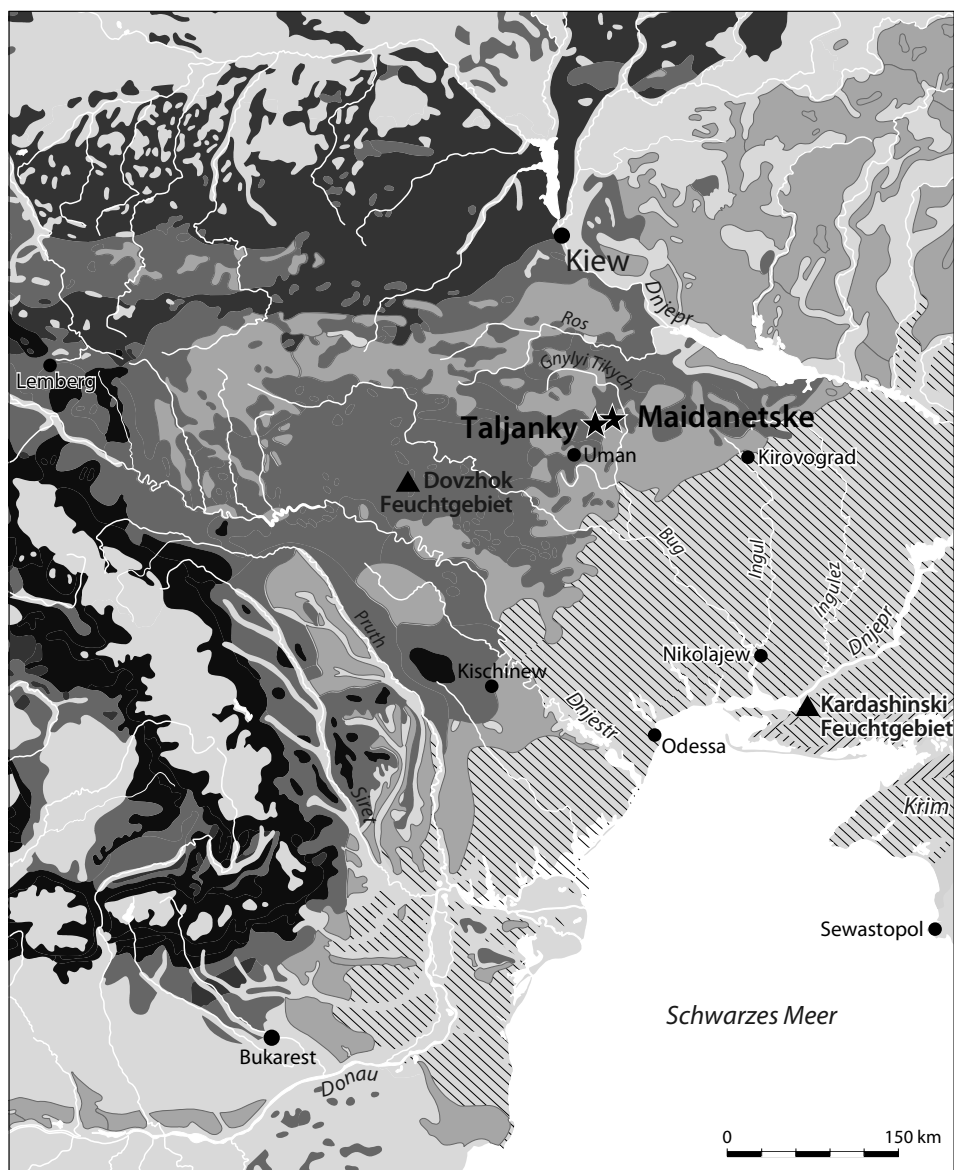 Kiew
Dnjepr
Ros
Gnylyi Tikych
Lemberg
Taljanky
Maidanetske
Uman
Kirovograd
Dovzhok
Feuchtgebiet
Bug
Ingul
Ingulez
Dnjepr
Pruth
Nikolajew
Kischinew
Kardashinski
Feuchtgebiet
Dnjestr
Odessa
Siret
Krim
Sewastopol
Schwarzes Meer
Bukarest
Donau
0 150 km